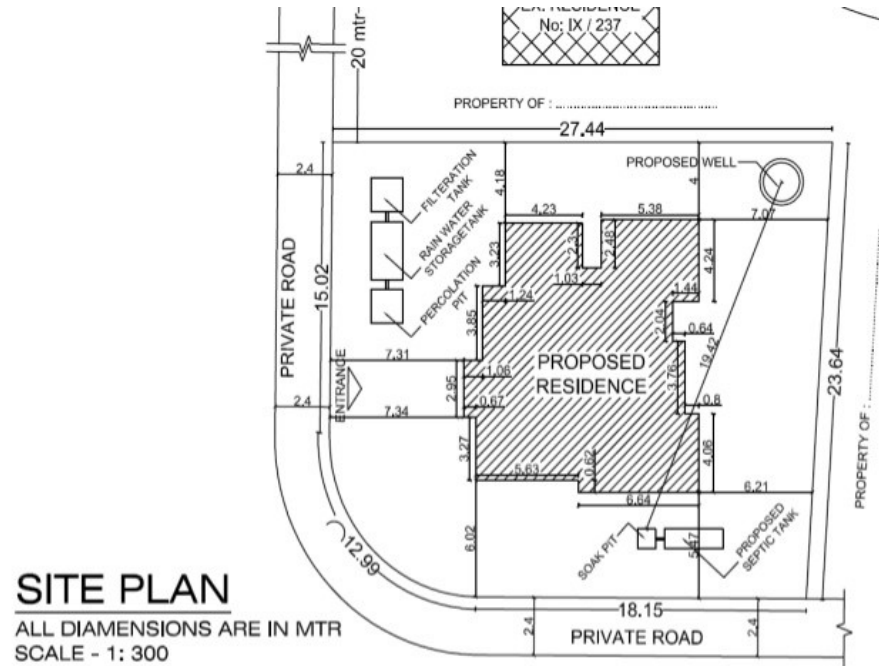 EX. RESIDENCE
No: IX / 237
20 mtr
PROPERTY OF : ........................................
27.44
PROPOSED WELL
FILTERATION
TANK
RAIN WATER
STORAGETANK
PERCOLATION
PIT
2.4
4.18
4
4.23
5.38
7.07
3.23
2.3
2.48
4.24
1.03
1.24
1.44
PRIVATE ROAD
15.02
3.85
2.04
0.64
19.42
PROPOSED
RESIDENCE
7.31
ENTRANCE
2.95
1.06
0.67
3.76
0.8
23.64
2.4
7.34
3.27
4.06
PROPERTY OF :
5.63
0.62
6.64
6.21
6.02
SOAK PIT
5.47
PROPOSED
SEPTIC TANK
12.99
SITE PLAN
ALL DIAMENSIONS ARE IN MTR
SCALE - 1: 300
18.15
2.4
2.4
PRIVATE ROAD